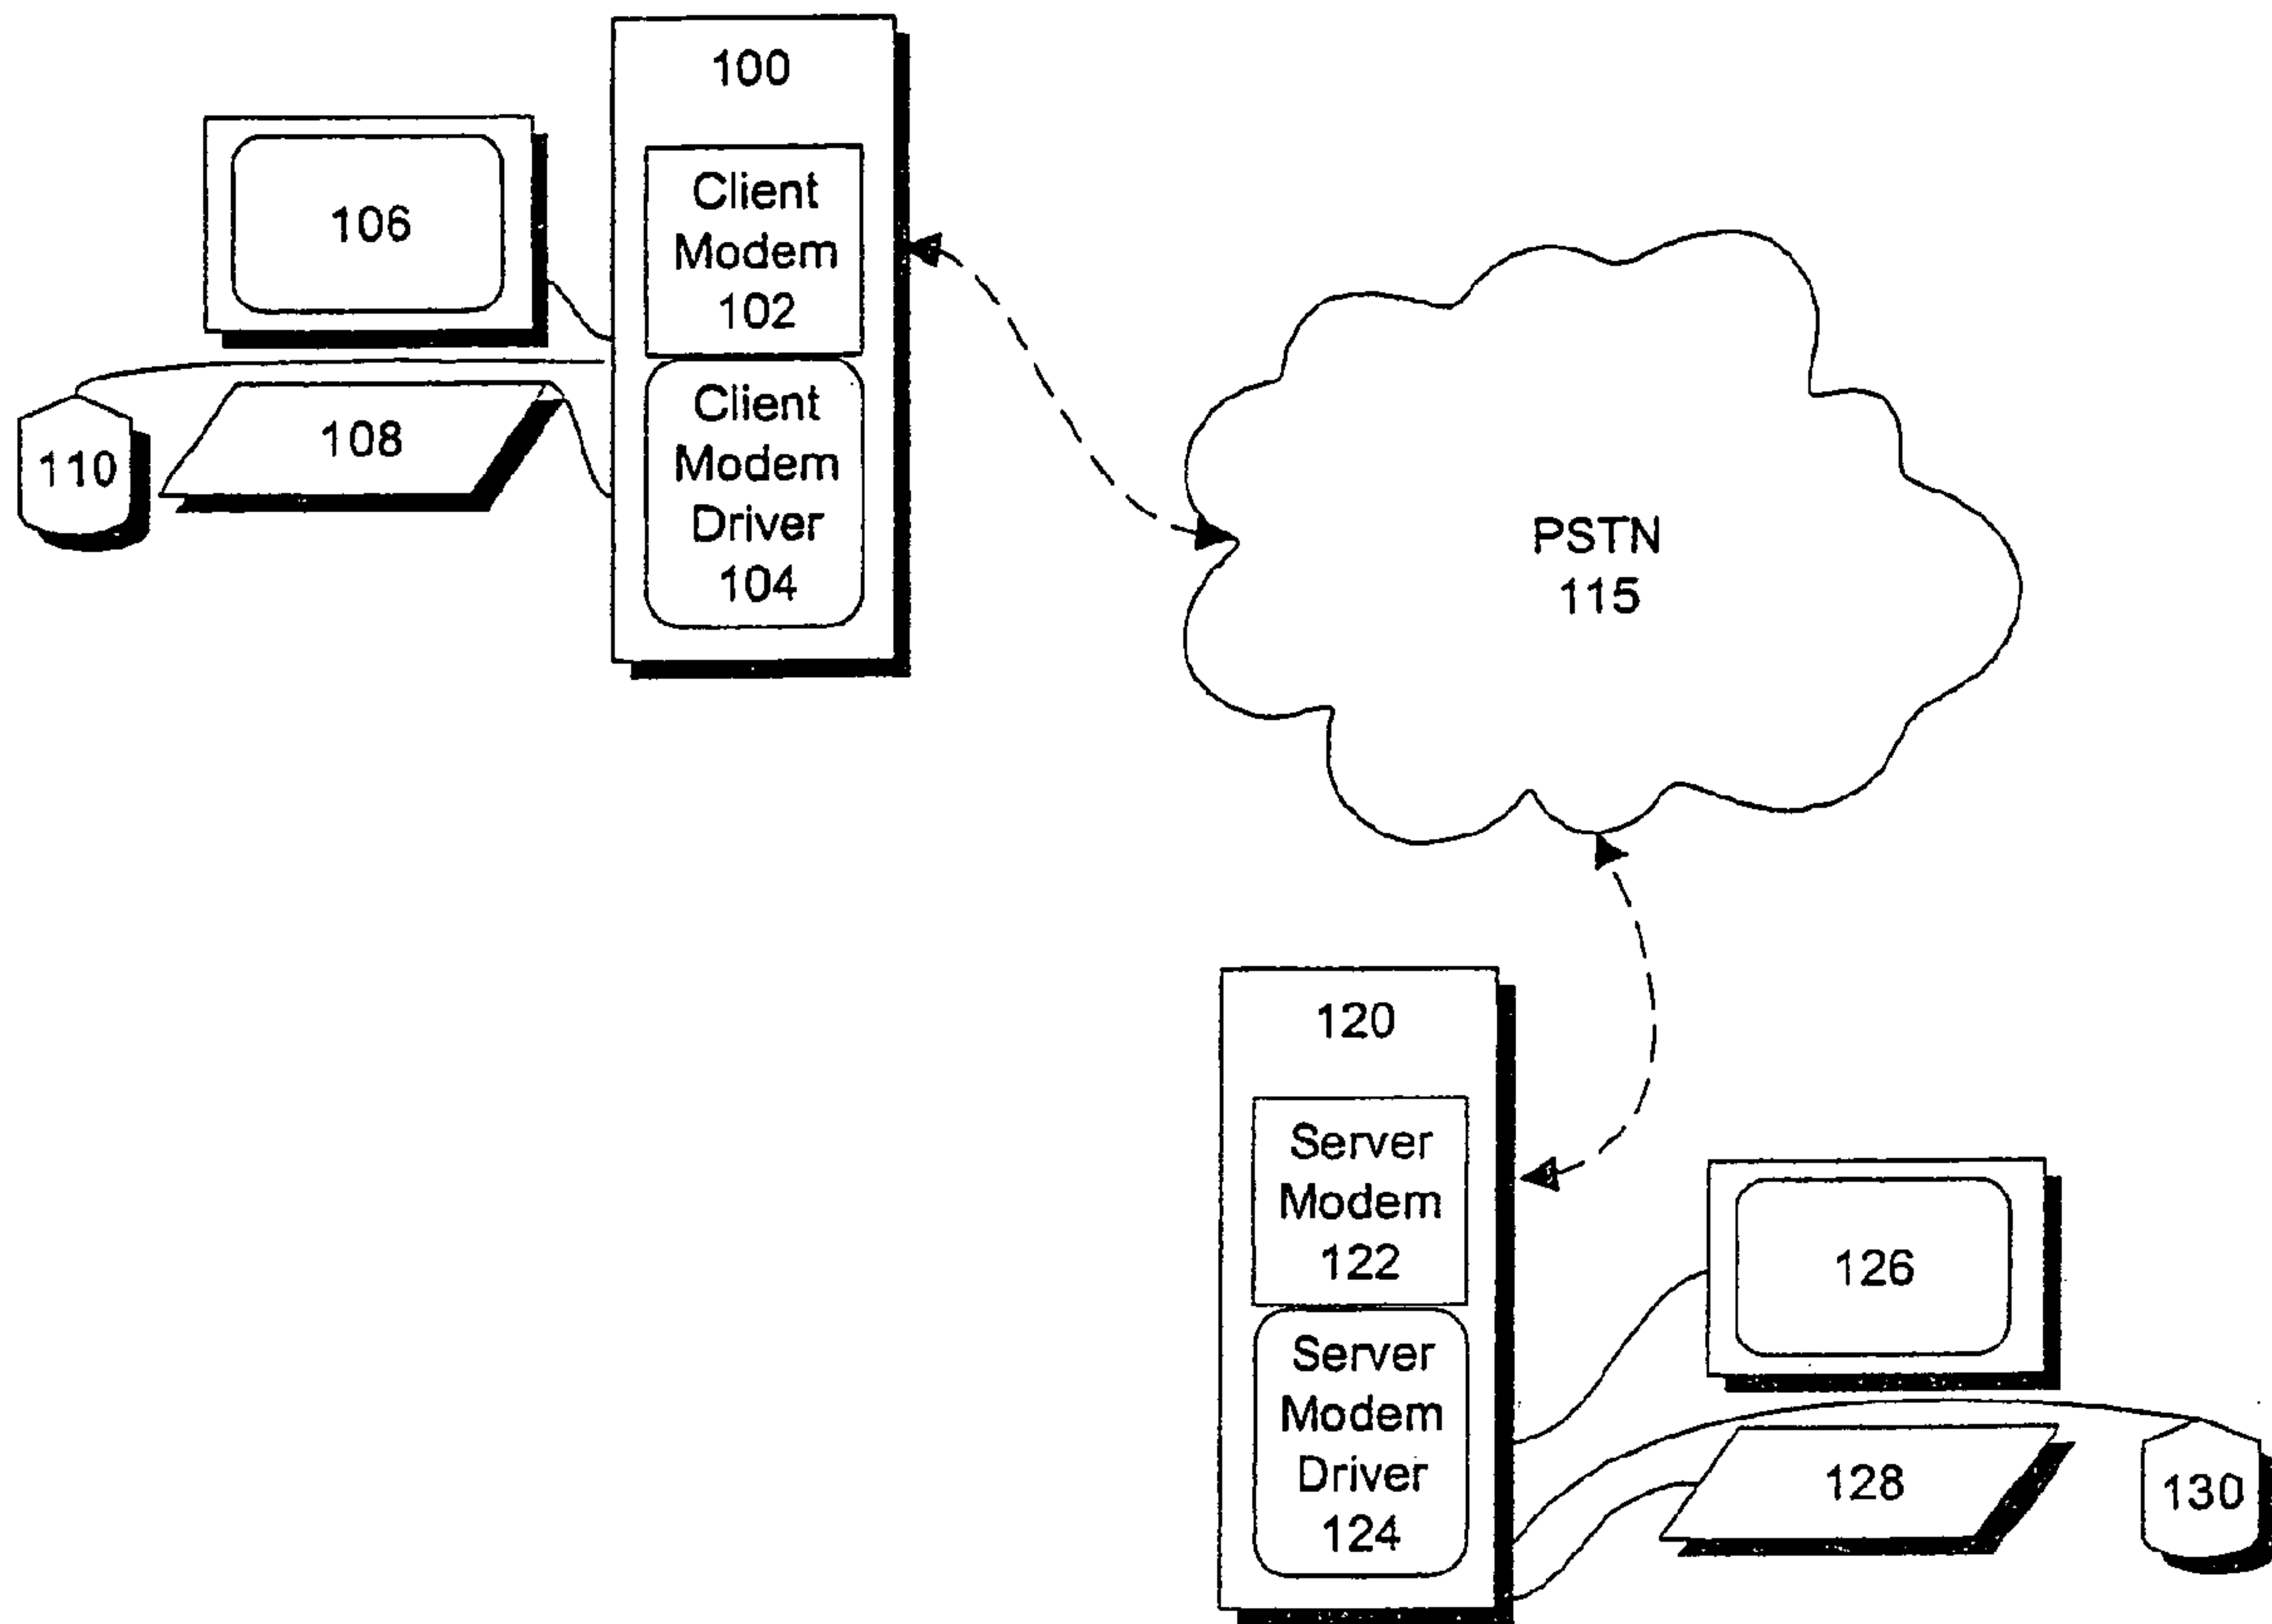 100
Client
Modem
102
106
Client
Modem
Driver
104
108
110
PSTN
115
120
Server
Modem
122
126
Server
Modem
Driver
124
128
130